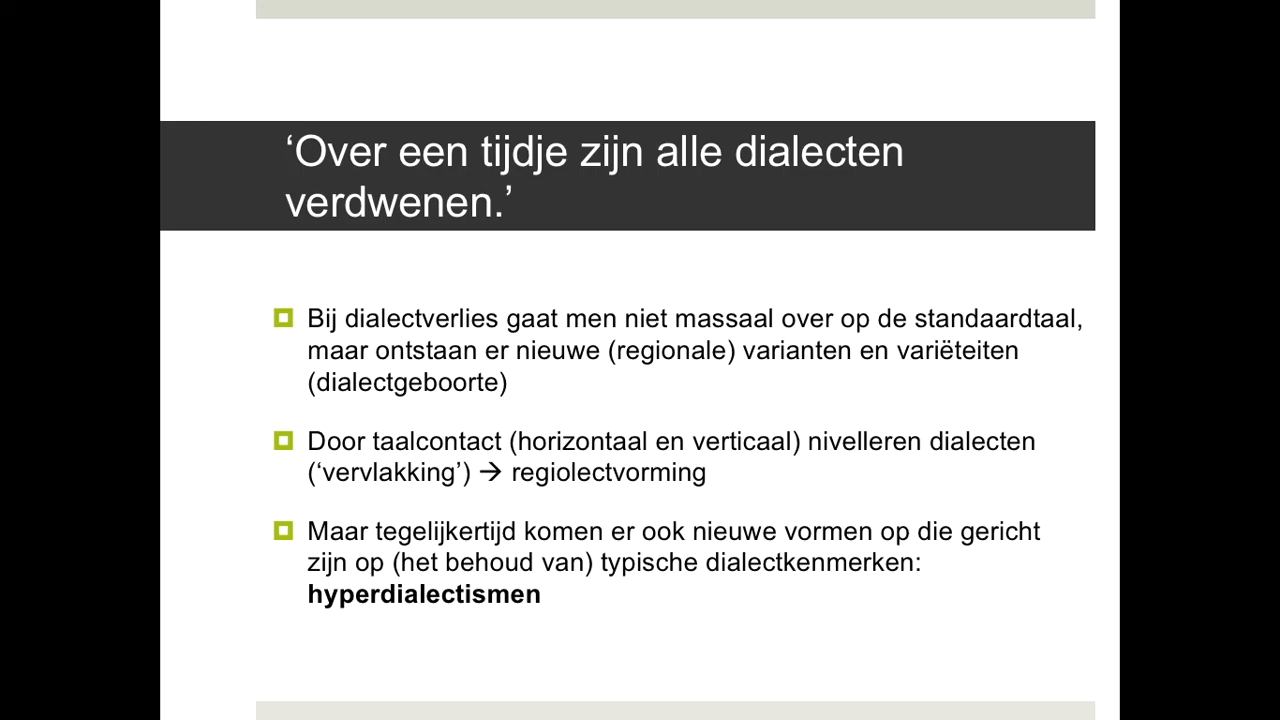 ‘Over een tijdje zijn alle dialecten
verdwenen.’
Bij dialectverlies gaat men niet massaal over op de standaardtaal,
maar ontstaan er nieuwe (regionale) varianten en variëteiten
(dialectgeboorte)
Door taalcontact (horizontaal en verticaal) nivelleren dialecten
(‘vervlakking’) → regiolectvorming
Maar tegelijkertijd komen er ook nieuwe vormen op die gericht
zijn op (het behoud van) typische dialectkenmerken:
hyperdialectismen